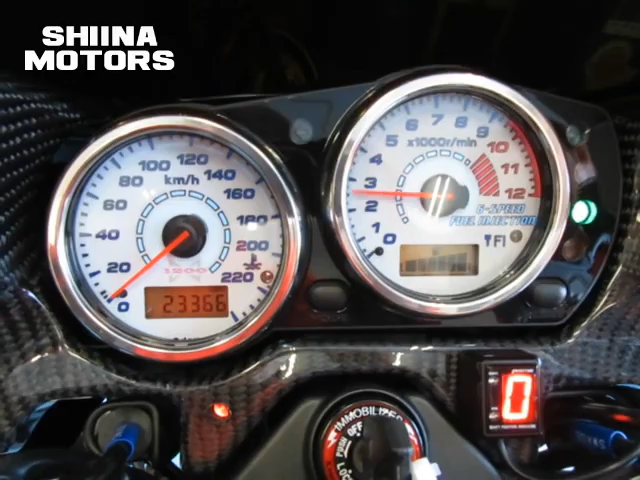 SHIINA
MOTORS
0
20
40
60
80
100
120
140
160
180
200
220
km/h
1200
23366
0
1
2
3
4
5
6
7
8
9
10
11
12
x1000r/min
6-SPEED
FUEL INJECTION
FI
0
IMMOBILIZER
OFF
PUSH
LOCK